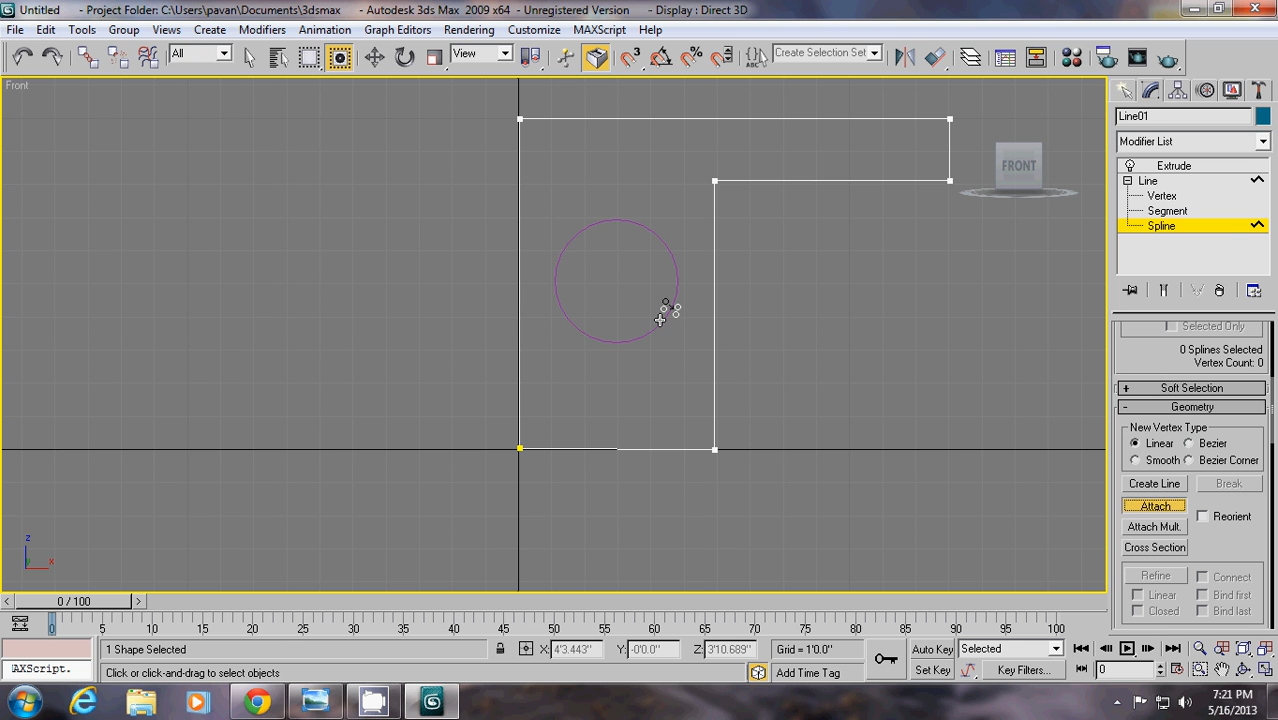 Untitled - Project Folder: C:\Users\pavan\Documents\3dsmax - Autodesk 3ds Max 2009 x64 - Unregistered Version - Display : Direct 3D
File Edit Tools Group Views Create Modifiers Animation Graph Editors Rendering Customize MAXScript Help
All View Create Selection Set
Front
FRONT
Line01
Modifier List
Extrude
Line
Vertex
Segment
Spline
Selected Only
0 Splines Selected
Vertex Count: 0
+ Soft Selection
- Geometry
New Vertex Type
Linear Bezier
Smooth Bezier Corner
Create Line Break
Attach Reorient
Attach Mult.
Cross Section
Refine Connect
Linear Bind first
Closed Bind last
z
x
< 0 / 100 >
0 5 10 15 20 25 30 35 40 45 50 55 60 65 70 75 80 85 90 95 100
1 Shape Selected X: 4'3.443" Y: -0'0.0" Z: 3'10.689" Grid = 1'0.0" Auto Key Selected
AXScript. Click or click-and-drag to select objects Add Time Tag Set Key Key Filters... 0
7:21 PM
5/16/2013